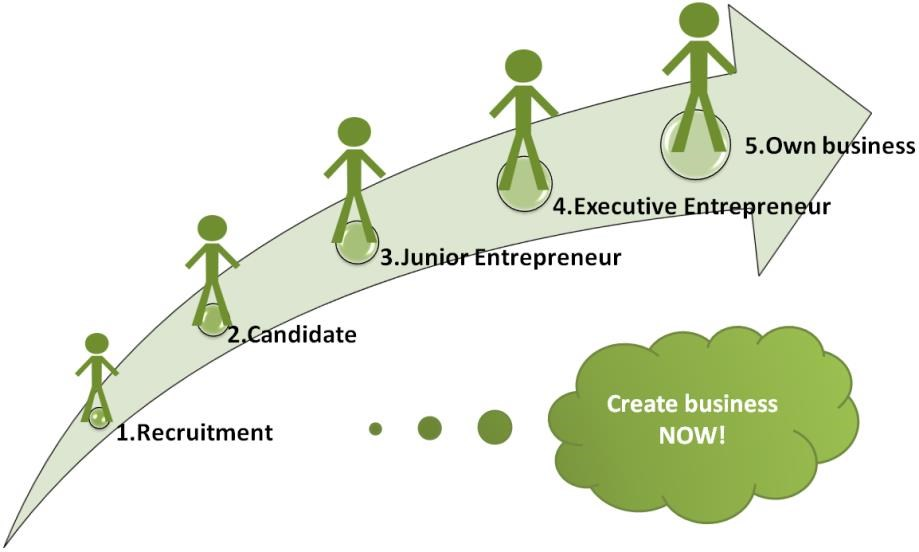 1.Recruitment
2.Candidate
3.Junior Entrepreneur
4.Executive Entrepreneur
5.Own business
Create business
NOW!